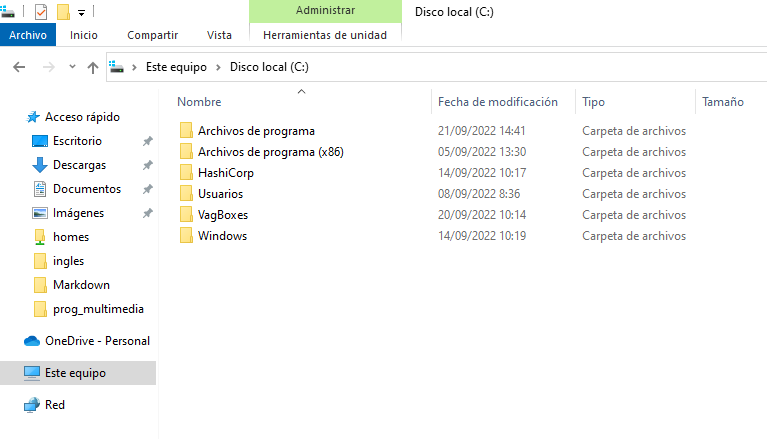 Administrar
Disco local (C:)
Archivo Inicio Compartir Vista Herramientas de unidad
Este equipo Disco local (C:)
Nombre Fecha de modificación Tipo Tamaño
Acceso rápido
Escritorio
Descargas
Documentos
Imágenes
homes
ingles
Markdown
prog_multimedia
OneDrive - Personal
Este equipo
Red
Archivos de programa 21/09/2022 14:41 Carpeta de archivos
Archivos de programa (x86) 05/09/2022 13:30 Carpeta de archivos
HashiCorp 14/09/2022 10:17 Carpeta de archivos
Usuarios 08/09/2022 8:36 Carpeta de archivos
VagBoxes 20/09/2022 10:14 Carpeta de archivos
Windows 14/09/2022 10:19 Carpeta de archivos